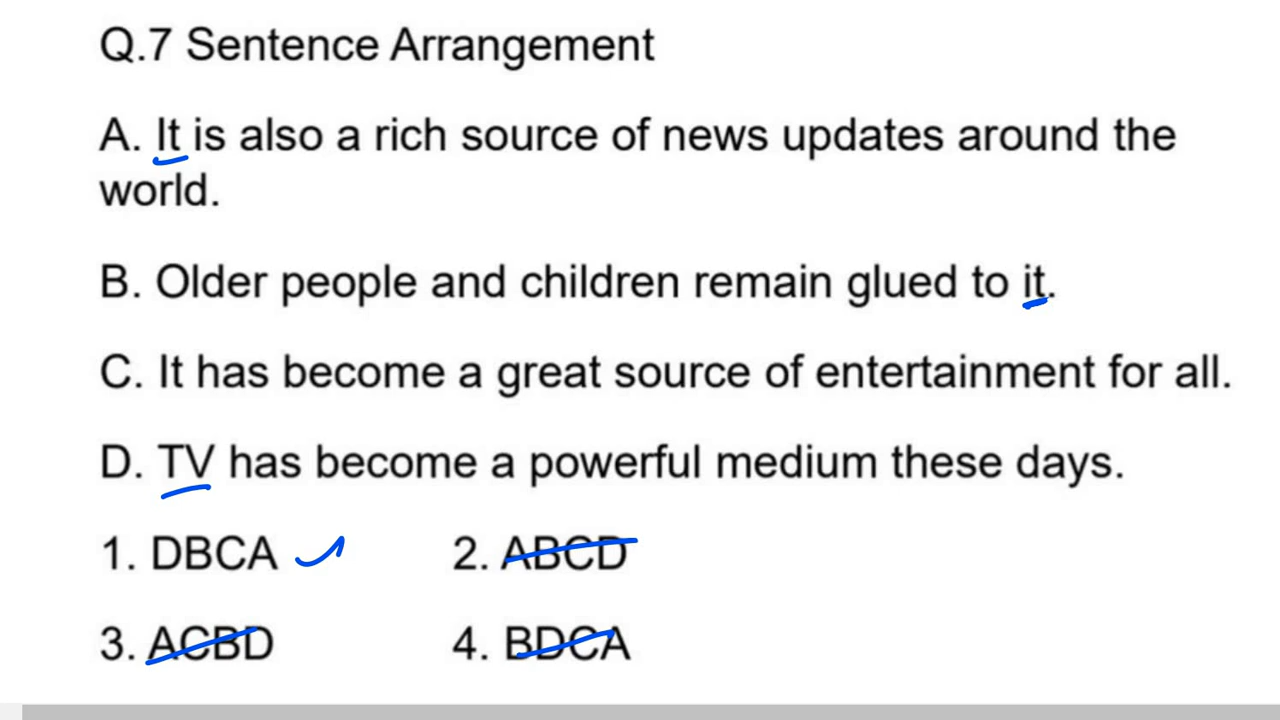 Q.7 Sentence Arrangement
A. It is also a rich source of news updates around the
world.
B. Older people and children remain glued to it.
C. It has become a great source of entertainment for all.
D. TV has become a powerful medium these days.
1. DBCA 2. ABCD
3. ACBD 4. BDCA